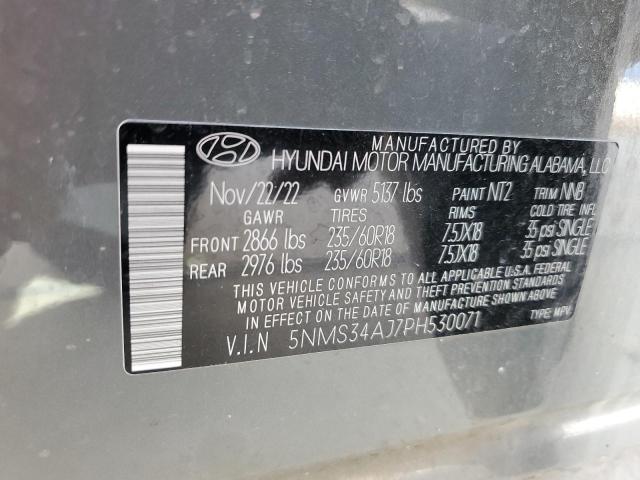 MANUFACTURED BY
HYUNDAI MOTOR MANUFACTURING ALABAMA, LLC
Nov/22/22 GVWR 5137 lbs PAINT NT2 TRIM NNB
GAWR TIRES RIMS COLD TIRE INFL
FRONT 2866 lbs 235/60R18 7.5JX18 35 psi SINGLE
REAR 2976 lbs 235/60R18 7.5JX18 35 psi SINGLE
THIS VEHICLE CONFORMS TO ALL APPLICABLE U.S.A. FEDERAL
MOTOR VEHICLE SAFETY AND THEFT PREVENTION STANDARDS
IN EFFECT ON THE DATE OF MANUFACTURE SHOWN ABOVE.
V.I.N 5NMS34AJ7PH530071 TYPE MPV